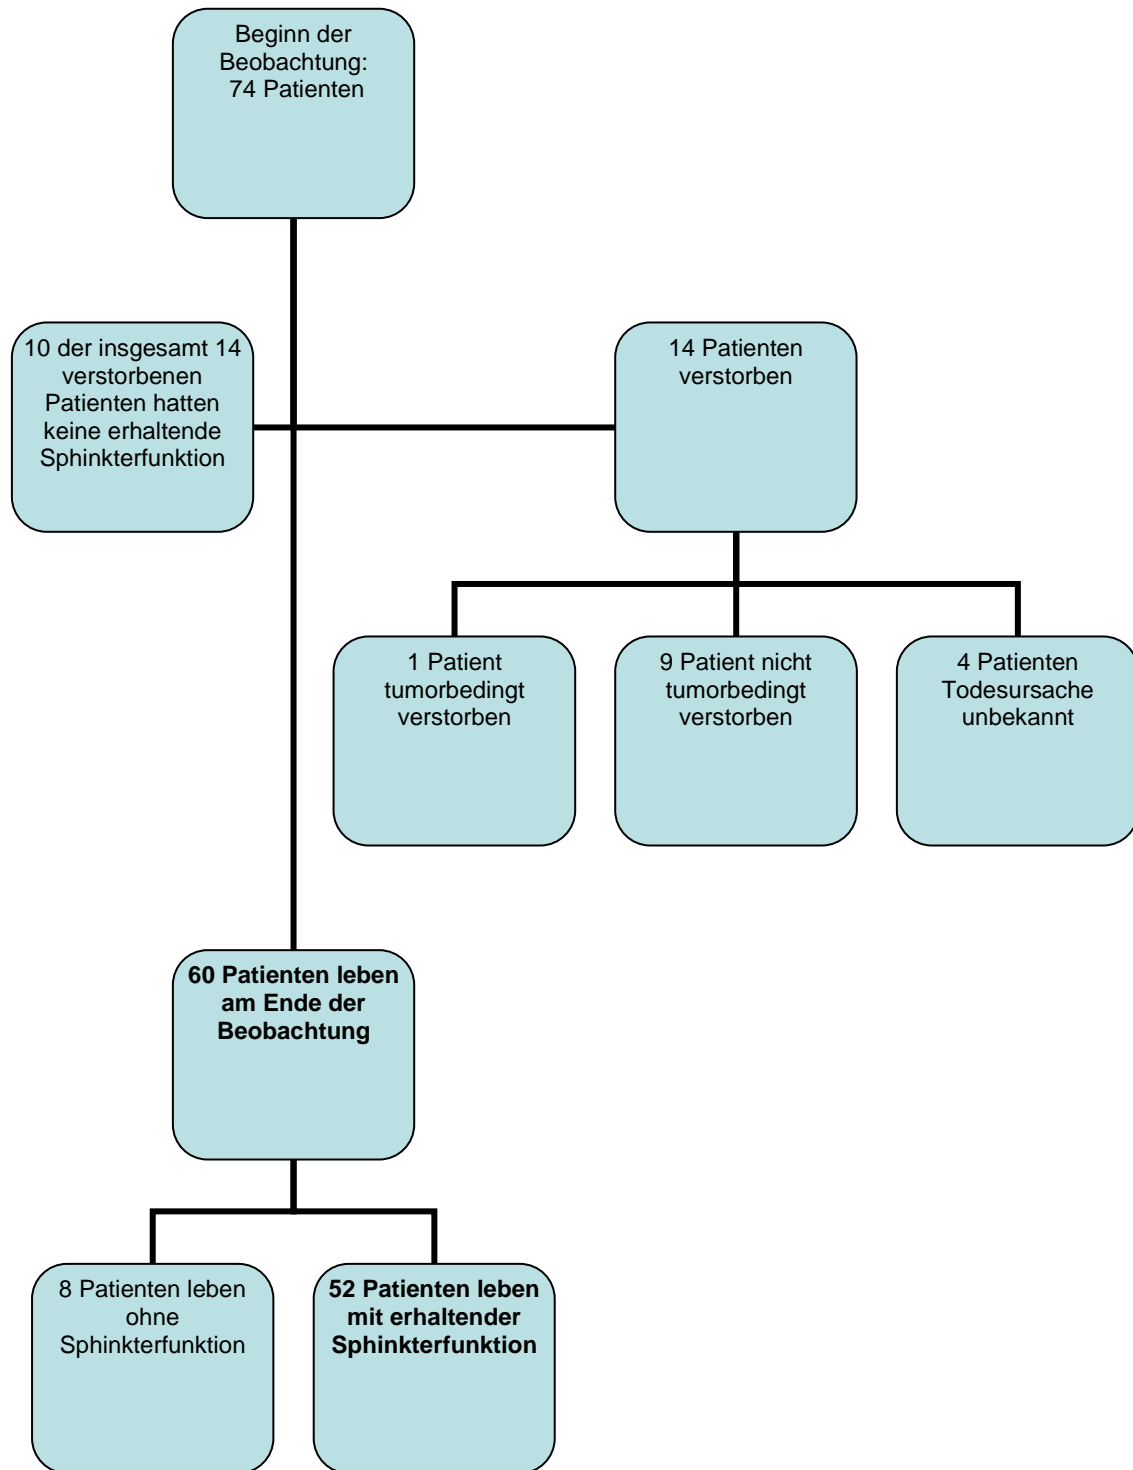 Beginn der
Beobachtung:
74 Patienten
10 der insgesamt 14
verstorbenen
Patienten hatten
keine erhaltende
Sphinkterfunktion
14 Patienten
verstorben
1 Patient
tumorbedingt
verstorben
9 Patient nicht
tumorbedingt
verstorben
4 Patienten
Todesursache
unbekannt
60 Patienten leben
am Ende der
Beobachtung
8 Patienten leben
ohne
Sphinkterfunktion
52 Patienten leben
mit erhaltender
Sphinkterfunktion